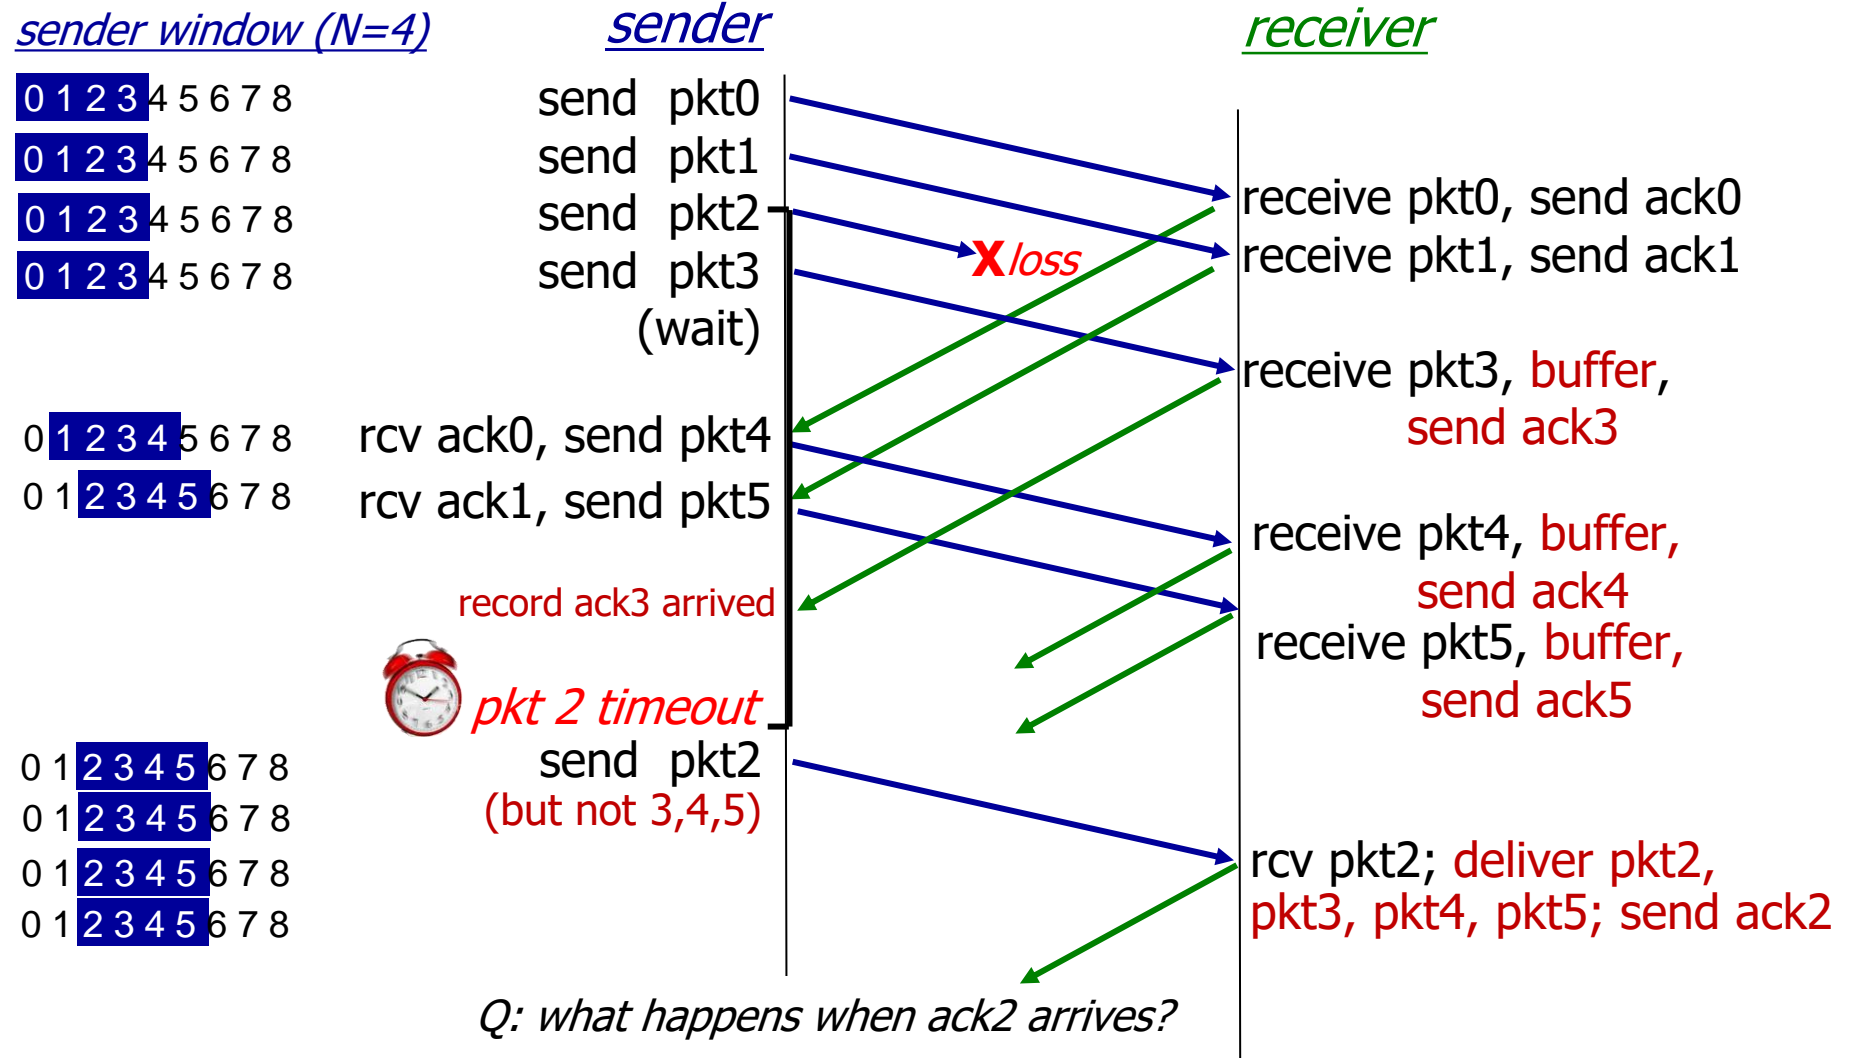 sender window (N=4) sender receiver
0 1 2 3 4 5 6 7 8 send pkt0
0 1 2 3 4 5 6 7 8 send pkt1
receive pkt0, send ack0
0 1 2 3 4 5 6 7 8 send pkt2
X loss
receive pkt1, send ack1
0 1 2 3 4 5 6 7 8 send pkt3
(wait)
receive pkt3, buffer,
send ack3
0 1 2 3 4 5 6 7 8 rcv ack0, send pkt4
0 1 2 3 4 5 6 7 8 rcv ack1, send pkt5
receive pkt4, buffer,
send ack4
record ack3 arrived
receive pkt5, buffer,
send ack5
pkt 2 timeout
0 1 2 3 4 5 6 7 8 send pkt2
0 1 2 3 4 5 6 7 8 (but not 3,4,5)
0 1 2 3 4 5 6 7 8 rcv pkt2; deliver pkt2,
0 1 2 3 4 5 6 7 8 pkt3, pkt4, pkt5; send ack2
Q: what happens when ack2 arrives?